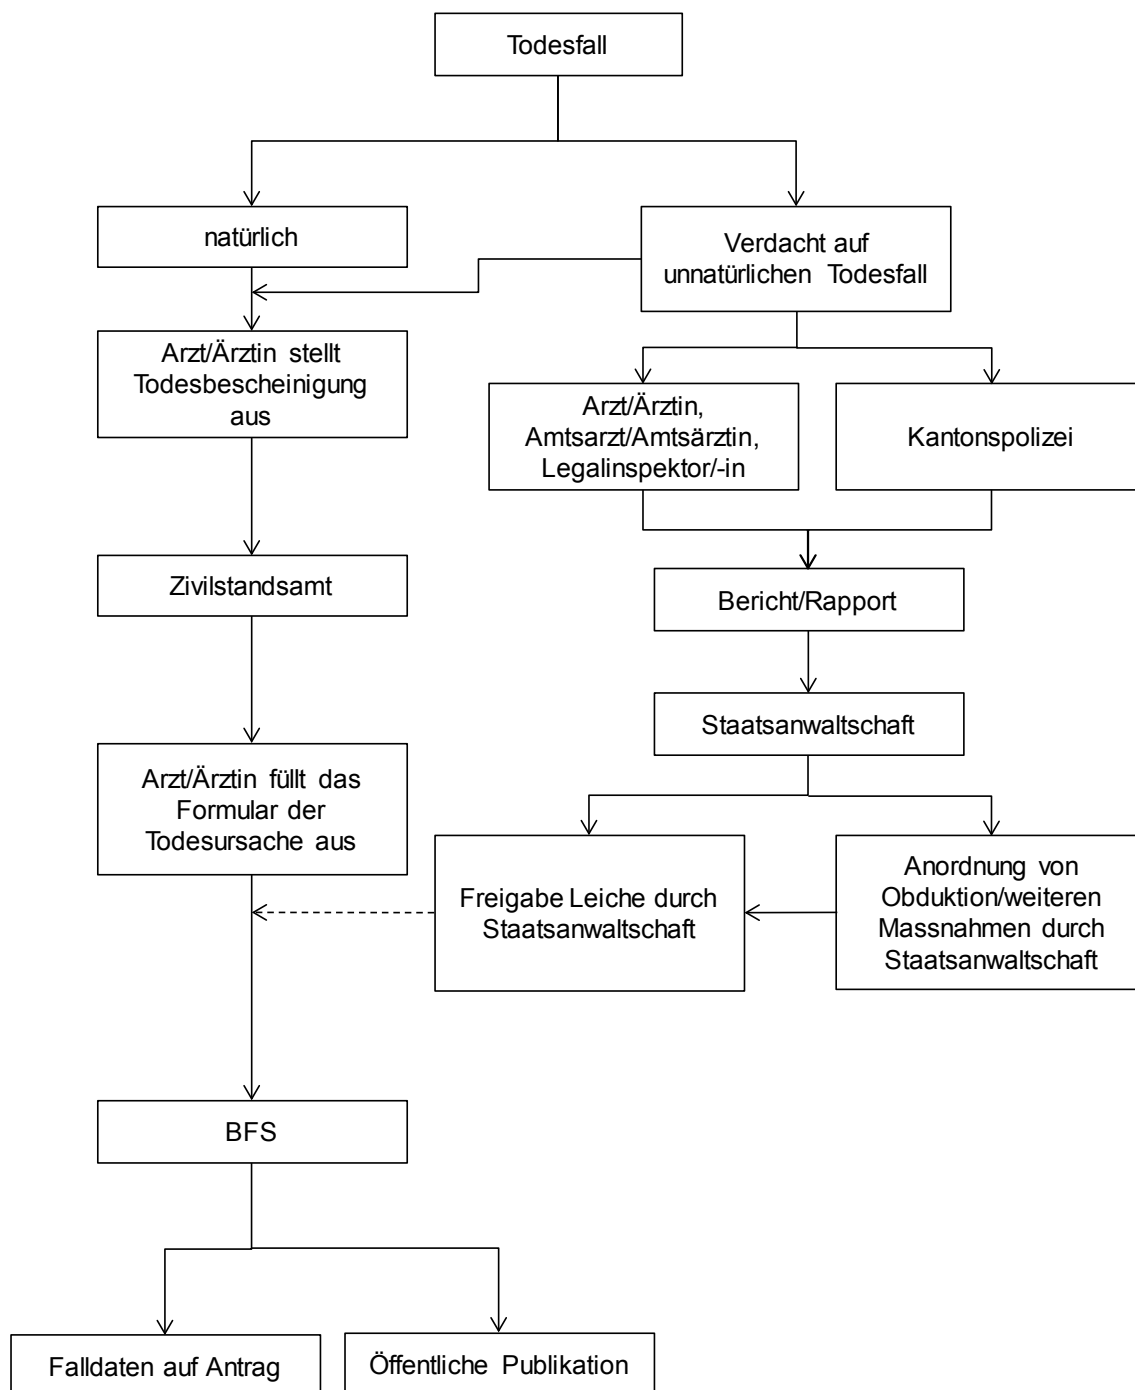 Todesfall
natürlich
Verdacht auf
unnatürlichen Todesfall
Arzt/Ärztin stellt
Todesbescheinigung
aus
Arzt/Ärztin,
Amtsarzt/Amtsärztin,
Legalinspektor/-in
Kantonspolizei
Zivilstandsamt
Bericht/Rapport
Staatsanwaltschaft
Arzt/Ärztin füllt das
Formular der
Todesursache aus
Freigabe Leiche durch
Staatsanwaltschaft
Anordnung von
Obduktion/weiteren
Massnahmen durch
Staatsanwaltschaft
BFS
Falldaten auf Antrag
Öffentliche Publikation